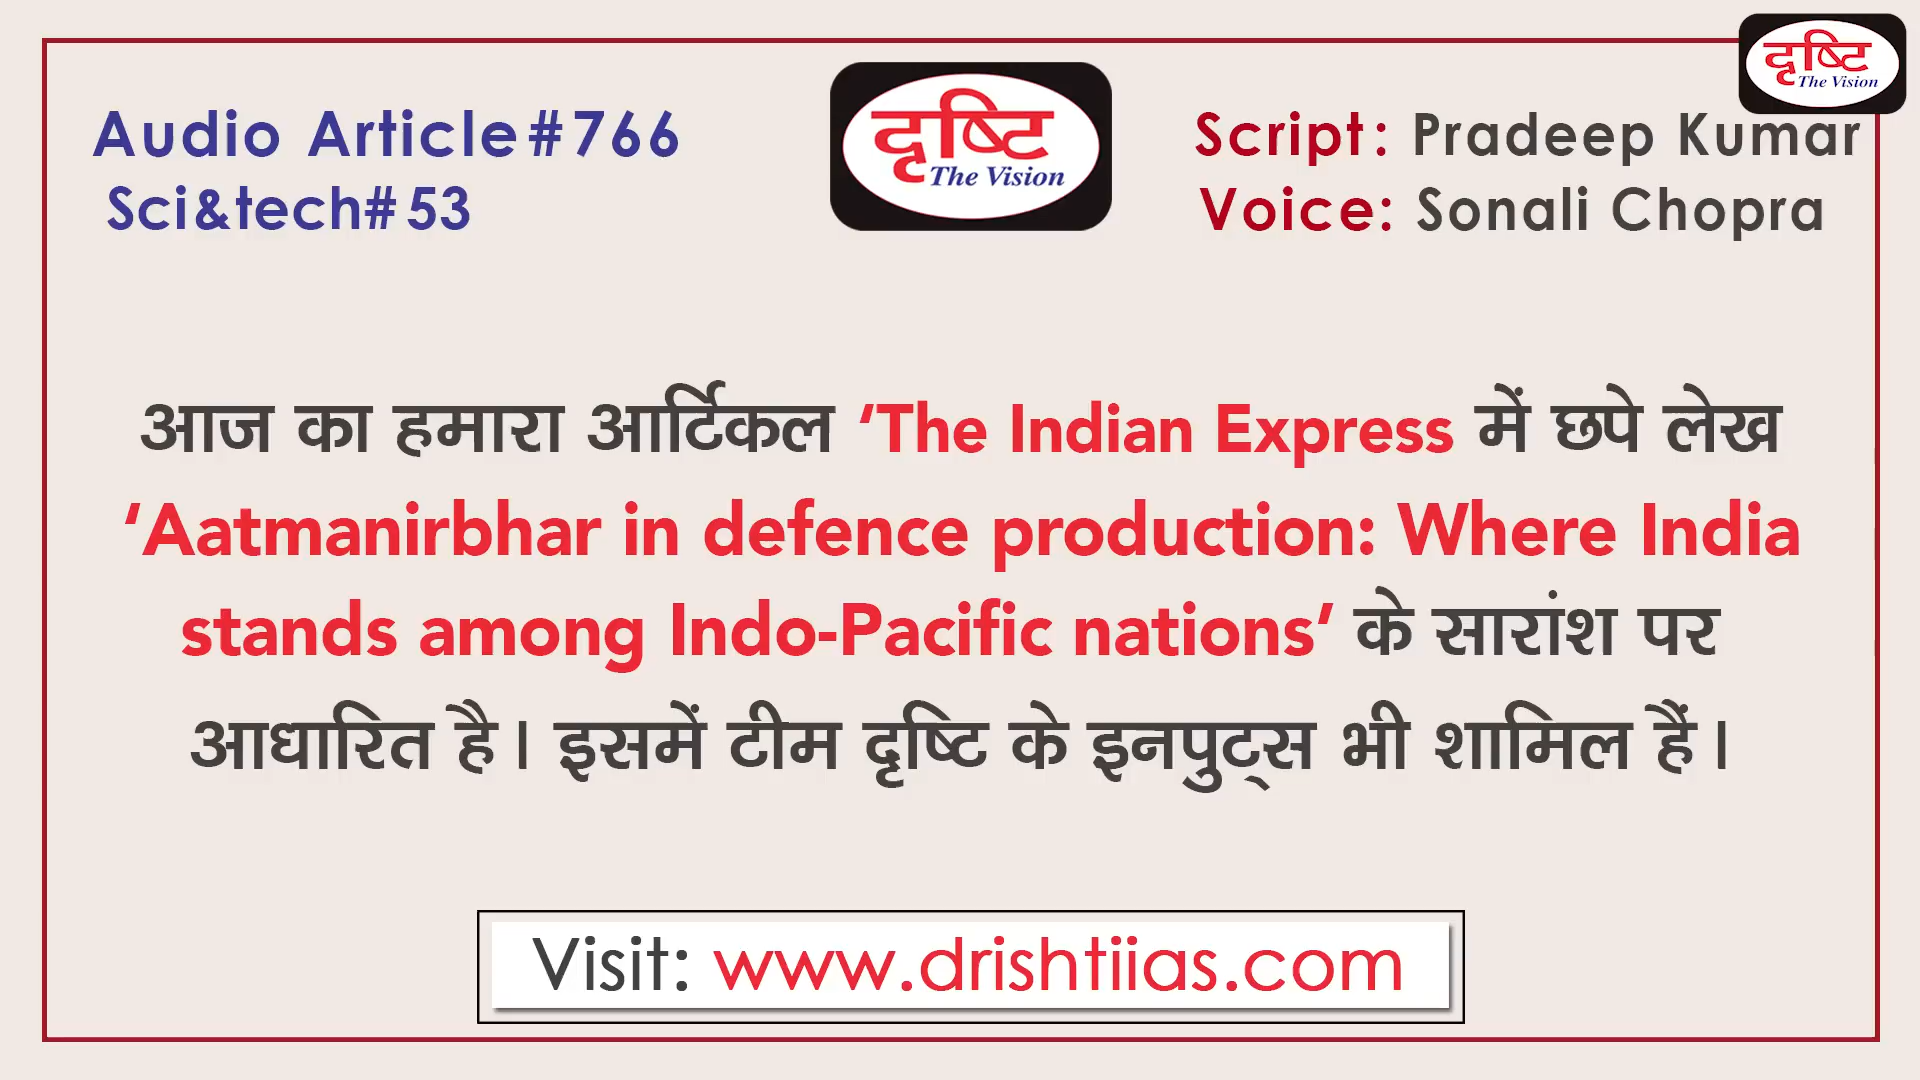 दृष्टि
The Vision
Audio Article#766
Sci&tech#53
दृष्टि
The Vision
Script: Pradeep Kumar
Voice: Sonali Chopra
आज का हमारा आर्टिकल ‘The Indian Express में छपे लेख
‘Aatmanirbhar in defence production: Where India
stands among Indo-Pacific nations’ के सारांश पर
आधारित है। इसमें टीम दृष्टि के इनपुट्स भी शामिल हैं।
Visit: www.drishtiias.com